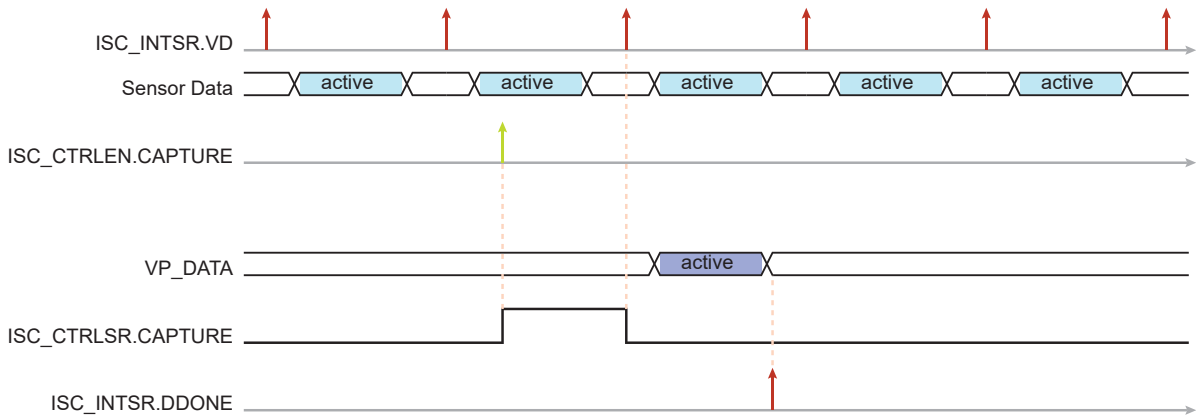 ISC_INTSR.VD
Sensor Data
active active active active active
ISC_CTRLEN.CAPTURE
VP_DATA
active
ISC_CTRLSR.CAPTURE
ISC_INTSR.DDONE